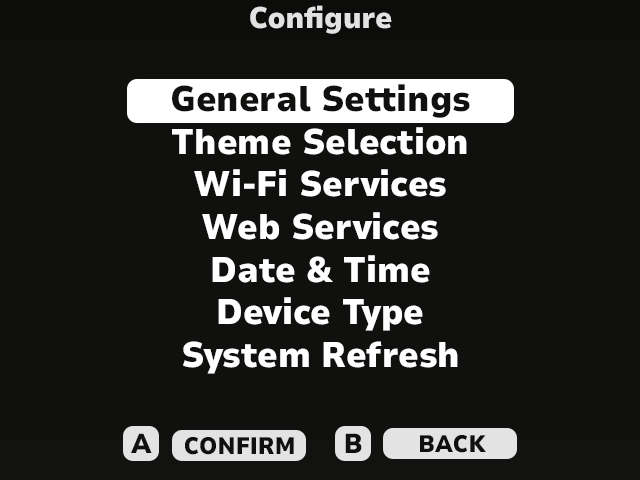 Configure
General Settings
Theme Selection
Wi-Fi Services
Web Services
Date & Time
Device Type
System Refresh
A CONFIRM B BACK